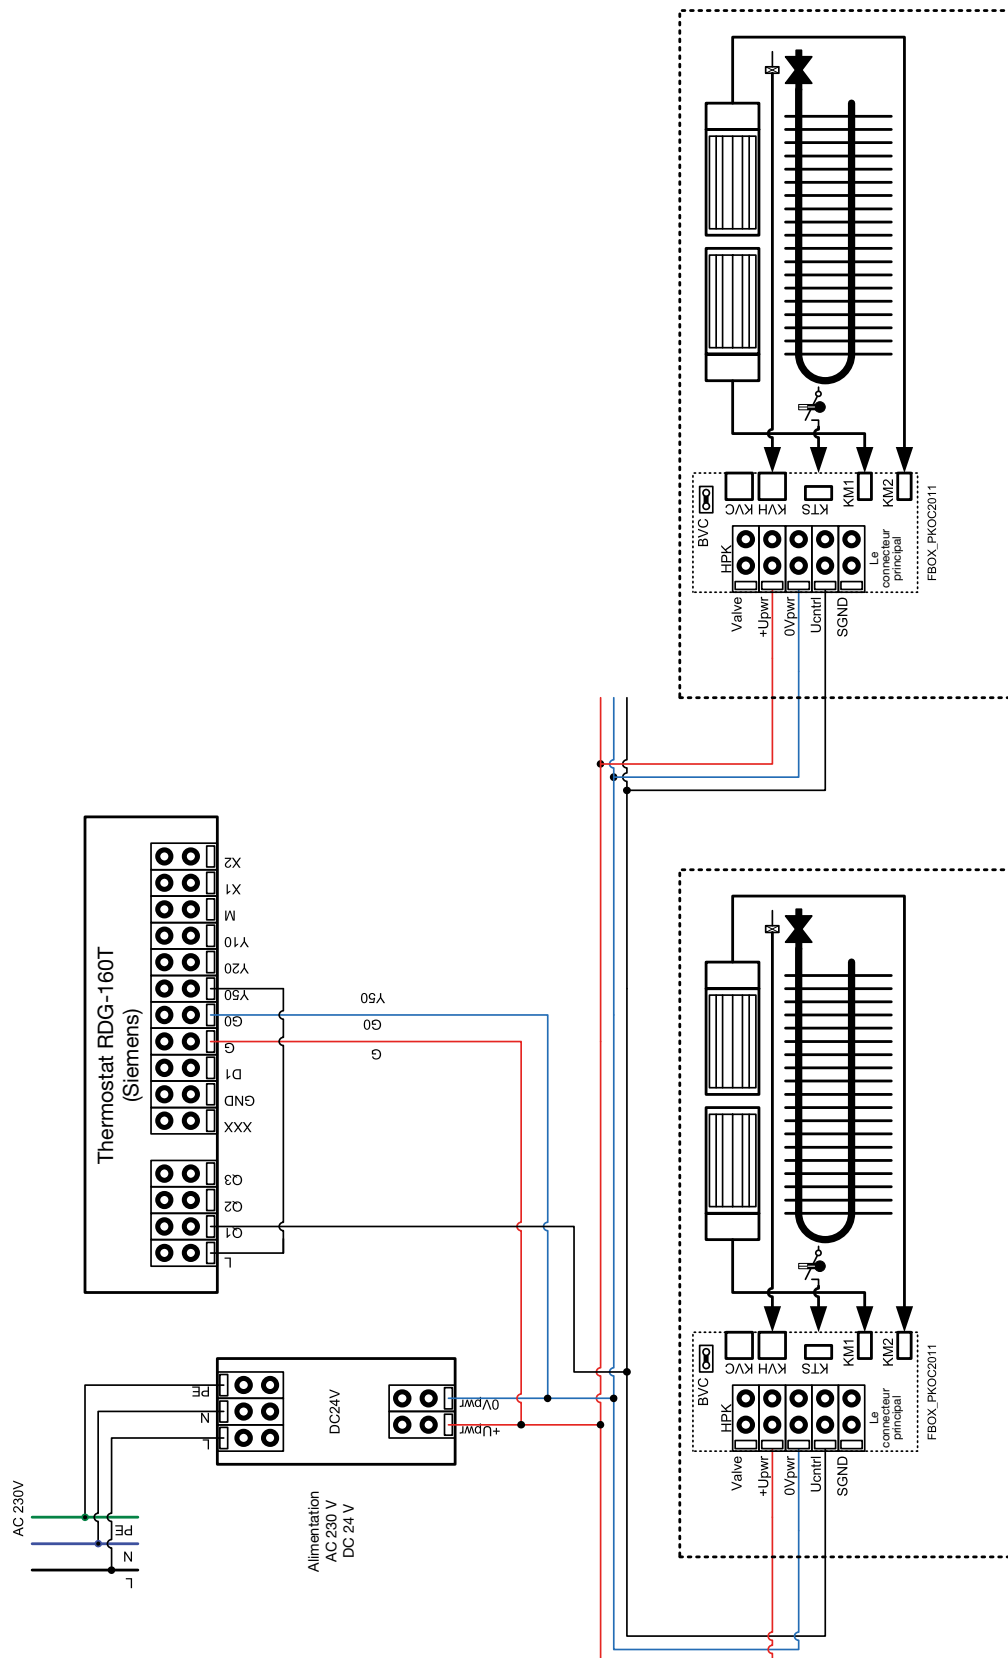 BVC
KVC
KVH
KTS
KM1
KM2
HPK
Le
connecteur
principal
FBOX_PKOC2011
Valve
+Upwr
0Vpwr
Ucntrl
SGND
Thermostat RDG-160T
(Siemens)
X2
X1
M
Y10
Y20
Y50
G0
G
D1
GND
XXX
Q3
Q2
Q1
L
Y50
G0
G
BVC
KVC
KVH
KTS
KM1
KM2
HPK
Le
connecteur
principal
FBOX_PKOC2011
Valve
+Upwr
0Vpwr
Ucntrl
SGND
PE
N
L
DC24V
0Vpwr
+Upwr
AC 230V
PE
N
L
Alimentation
AC 230 V
DC 24 V